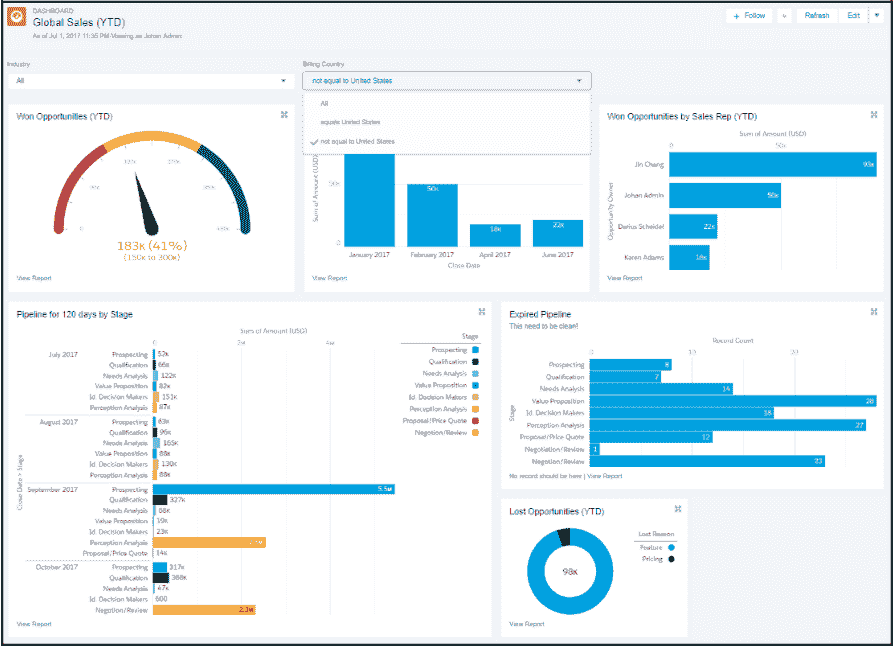 DASHBOARD
Global Sales (YTD)
As of Jul 1, 2017 11:35 PM Viewing as Johan Admin
Follow
Refresh
Edit
Industry
All
Billing Country
not equal to United States
All
equals United States
not equal to United States
Won Opportunities (YTD)
0
183K (41%)
(150K to 300K)
View Report
Sum of Amount (USD)
0
50K
18K
22K
January 2017
February 2017
April 2017
June 2017
Close Date
View Report
Won Opportunities by Sales Rep (YTD)
Sum of Amount (USD)
0
50K
Opportunity Owner
Jin Chang
93K
Johan Admin
50K
Darius Scheidel
22K
Karen Adams
18K
View Report
Pipeline for 120 days by Stage
Sum of Amount (USD)
0
2M
4M
Close Date > Stage
July 2017
Prospecting 52K
Qualification 66K
Needs Analysis 122K
Value Proposition 82K
Id. Decision Makers 151K
Perception Analysis 87K
August 2017
Prospecting 63K
Qualification 96K
Needs Analysis 165K
Value Proposition 88K
Id. Decision Makers 130K
Perception Analysis 88K
September 2017
Prospecting 5.5M
Qualification 327K
Needs Analysis 68K
Value Proposition 19K
Id. Decision Makers 23K
Perception Analysis
Proposal/Price Quote 14K
October 2017
Prospecting 317K
Qualification 368K
Needs Analysis 47K
Id. Decision Makers 600
Negotion/Review 2.3M
Stage
Prospecting
Qualification
Needs Analysis
Value Proposition
Id. Decision Makers
Perception Analysis
Proposal/Price Quote
Negotion/Review
View Report
Expired Pipeline
This need to be clean!
Record Count
0
10
20
Stage
Prospecting 8
Qualification 7
Needs Analysis 14
Value Proposition 28
Id. Decision Makers 18
Perception Analysis 27
Proposal/Price Quote 12
Negotiation/Review 1
Negotion/Review 23
No record should be here | View Report
Lost Opportunities (YTD)
98K
Lost Reason
Feature
Pricing
View Report